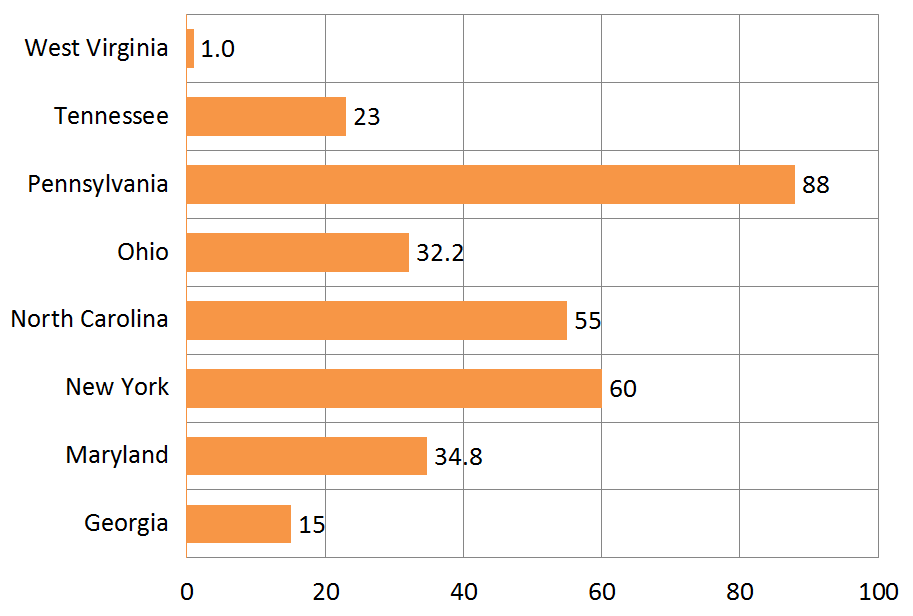 West Virginia 1.0
Tennessee 23
Pennsylvania 88
Ohio 32.2
North Carolina 55
New York 60
Maryland 34.8
Georgia 15
0 20 40 60 80 100